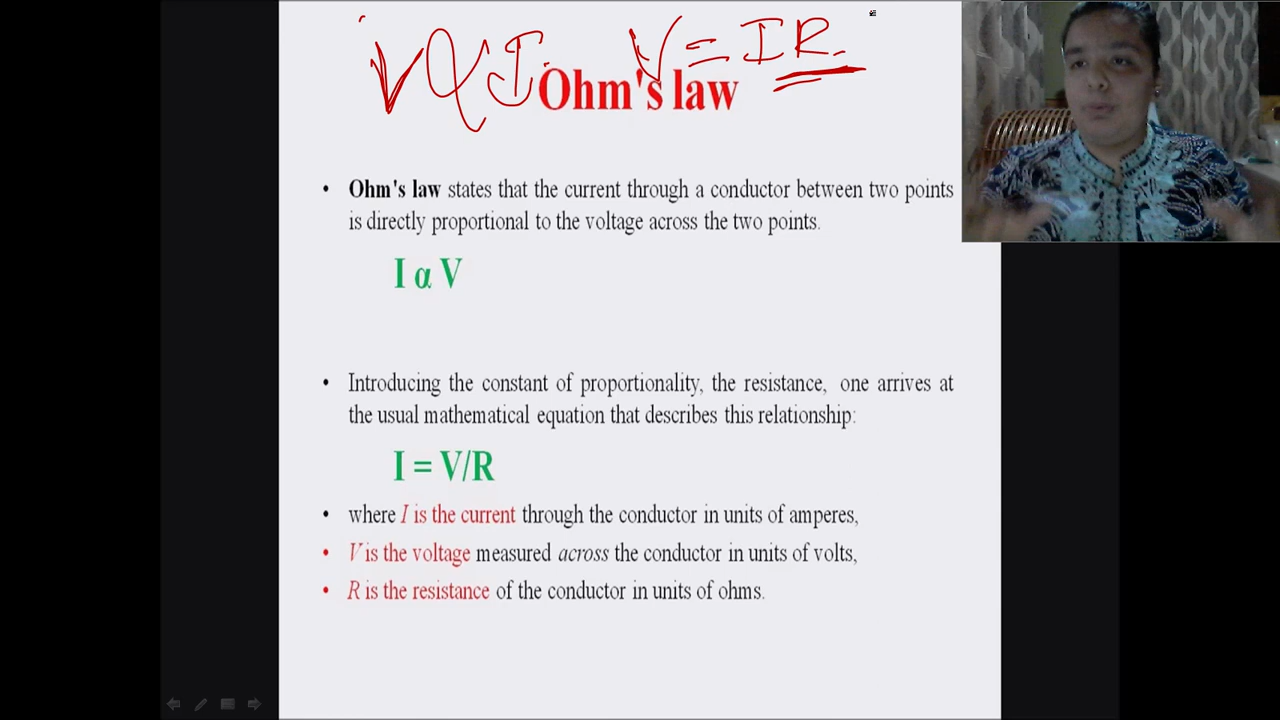 V α I V = IR.
Ohm's law
• Ohm's law states that the current through a conductor between two points
is directly proportional to the voltage across the two points.
I α V
• Introducing the constant of proportionality, the resistance, one arrives at
the usual mathematical equation that describes this relationship:
I = V/R
• where I is the current through the conductor in units of amperes,
• V is the voltage measured across the conductor in units of volts,
• R is the resistance of the conductor in units of ohms.